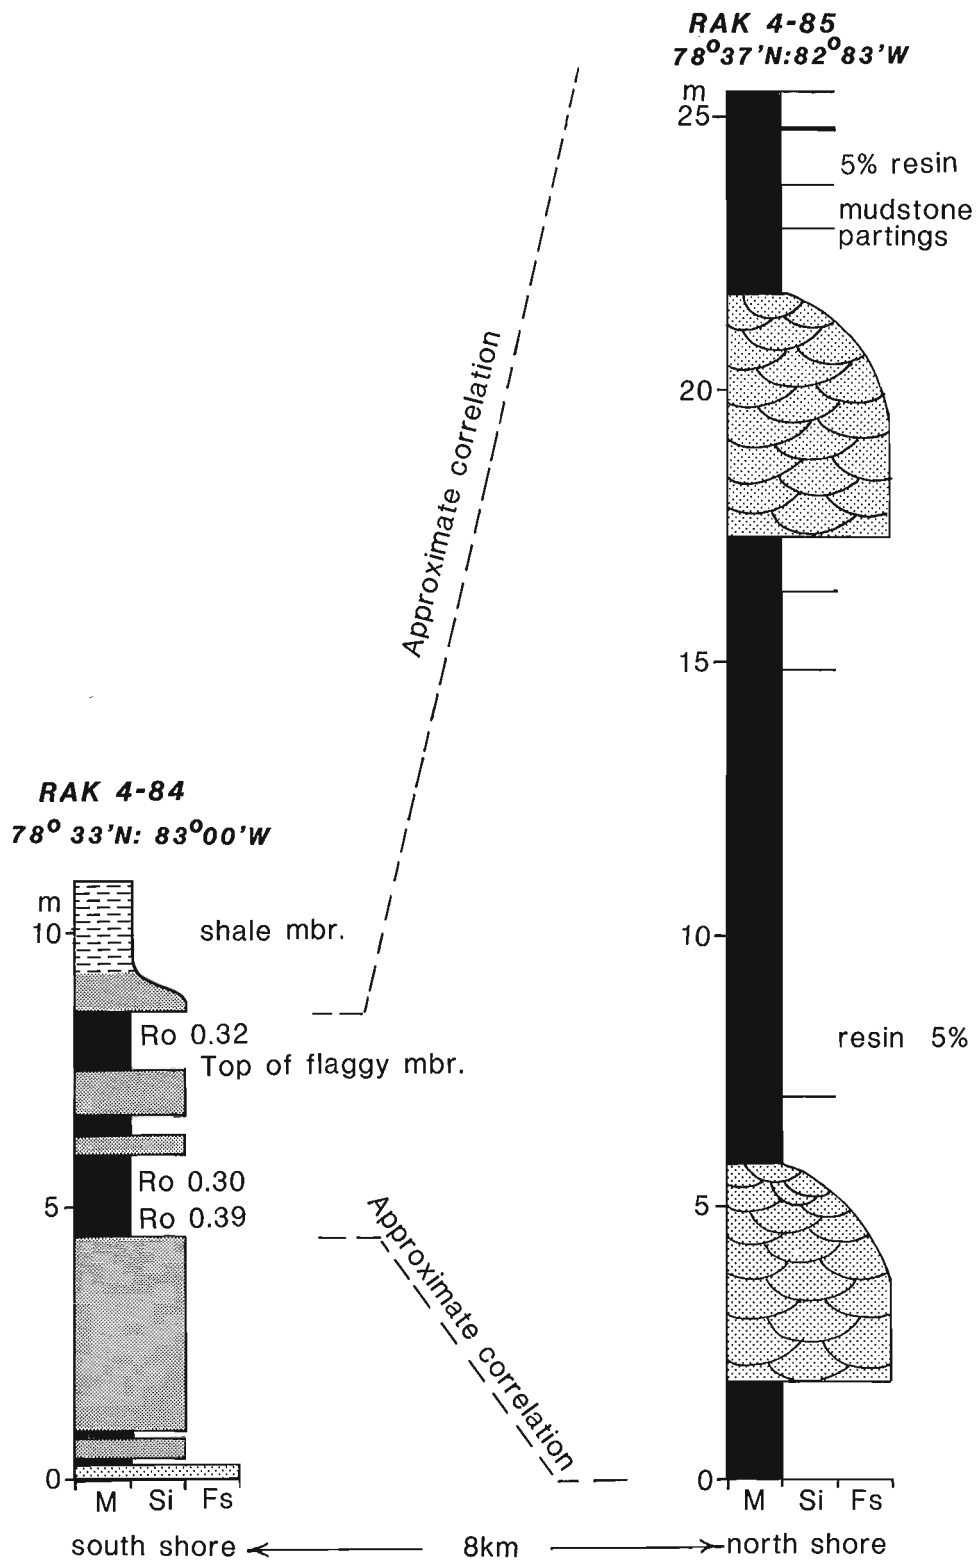 RAK 4-85
78°37'N:82°83'W
m
25
5% resin
mudstone
partings
20
Approximate correlation
15
RAK 4-84
78° 33'N: 83°00'W
m
10
shale mbr.
10
Ro 0.32
Top of flaggy mbr.
resin 5%
Ro 0.30
5
Ro 0.39
Approximate correlation
5
0
M Si Fs
0
M Si Fs
south shore
8km
north shore